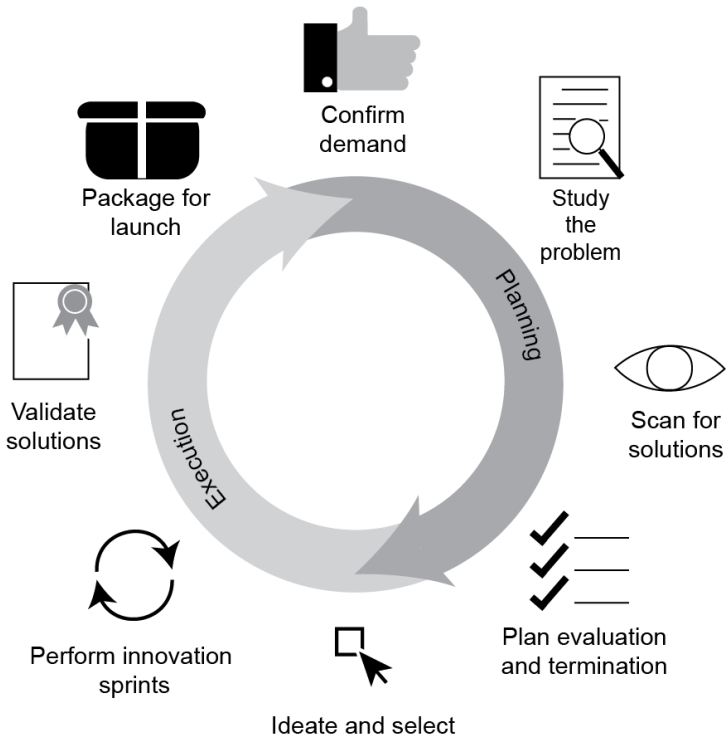 Confirm
demand
Study
the
problem
Planning
Scan for
solutions
Plan evaluation
and termination
Ideate and select
Perform innovation
sprints
Execution
Validate
solutions
Package for
launch